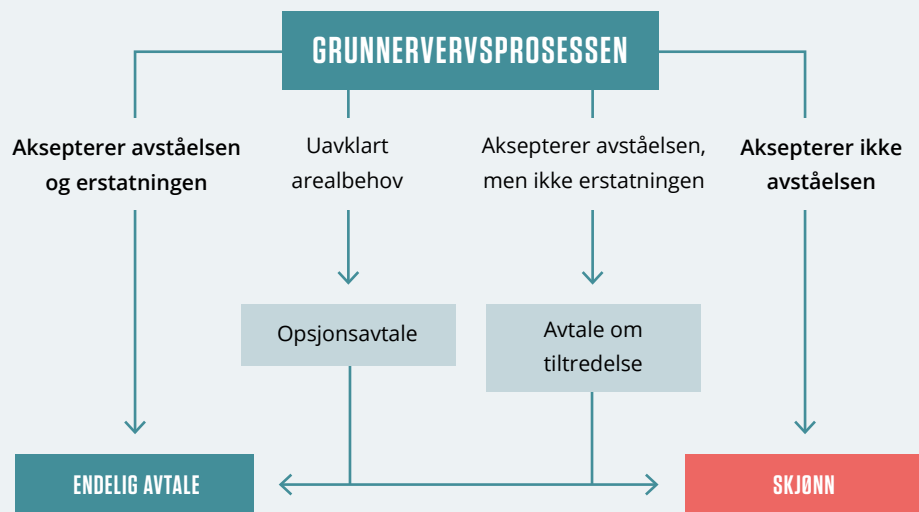 GRUNNERVERVSPROSESSEN
Aksepterer avståelsen
og erstatningen
Uavklart
arealbehov
Aksepterer avståelsen,
men ikke erstatningen
Aksepterer ikke
avståelsen
Opsjonsavtale
Avtale om
tiltredelse
ENDELIG AVTALE
SKJØNN